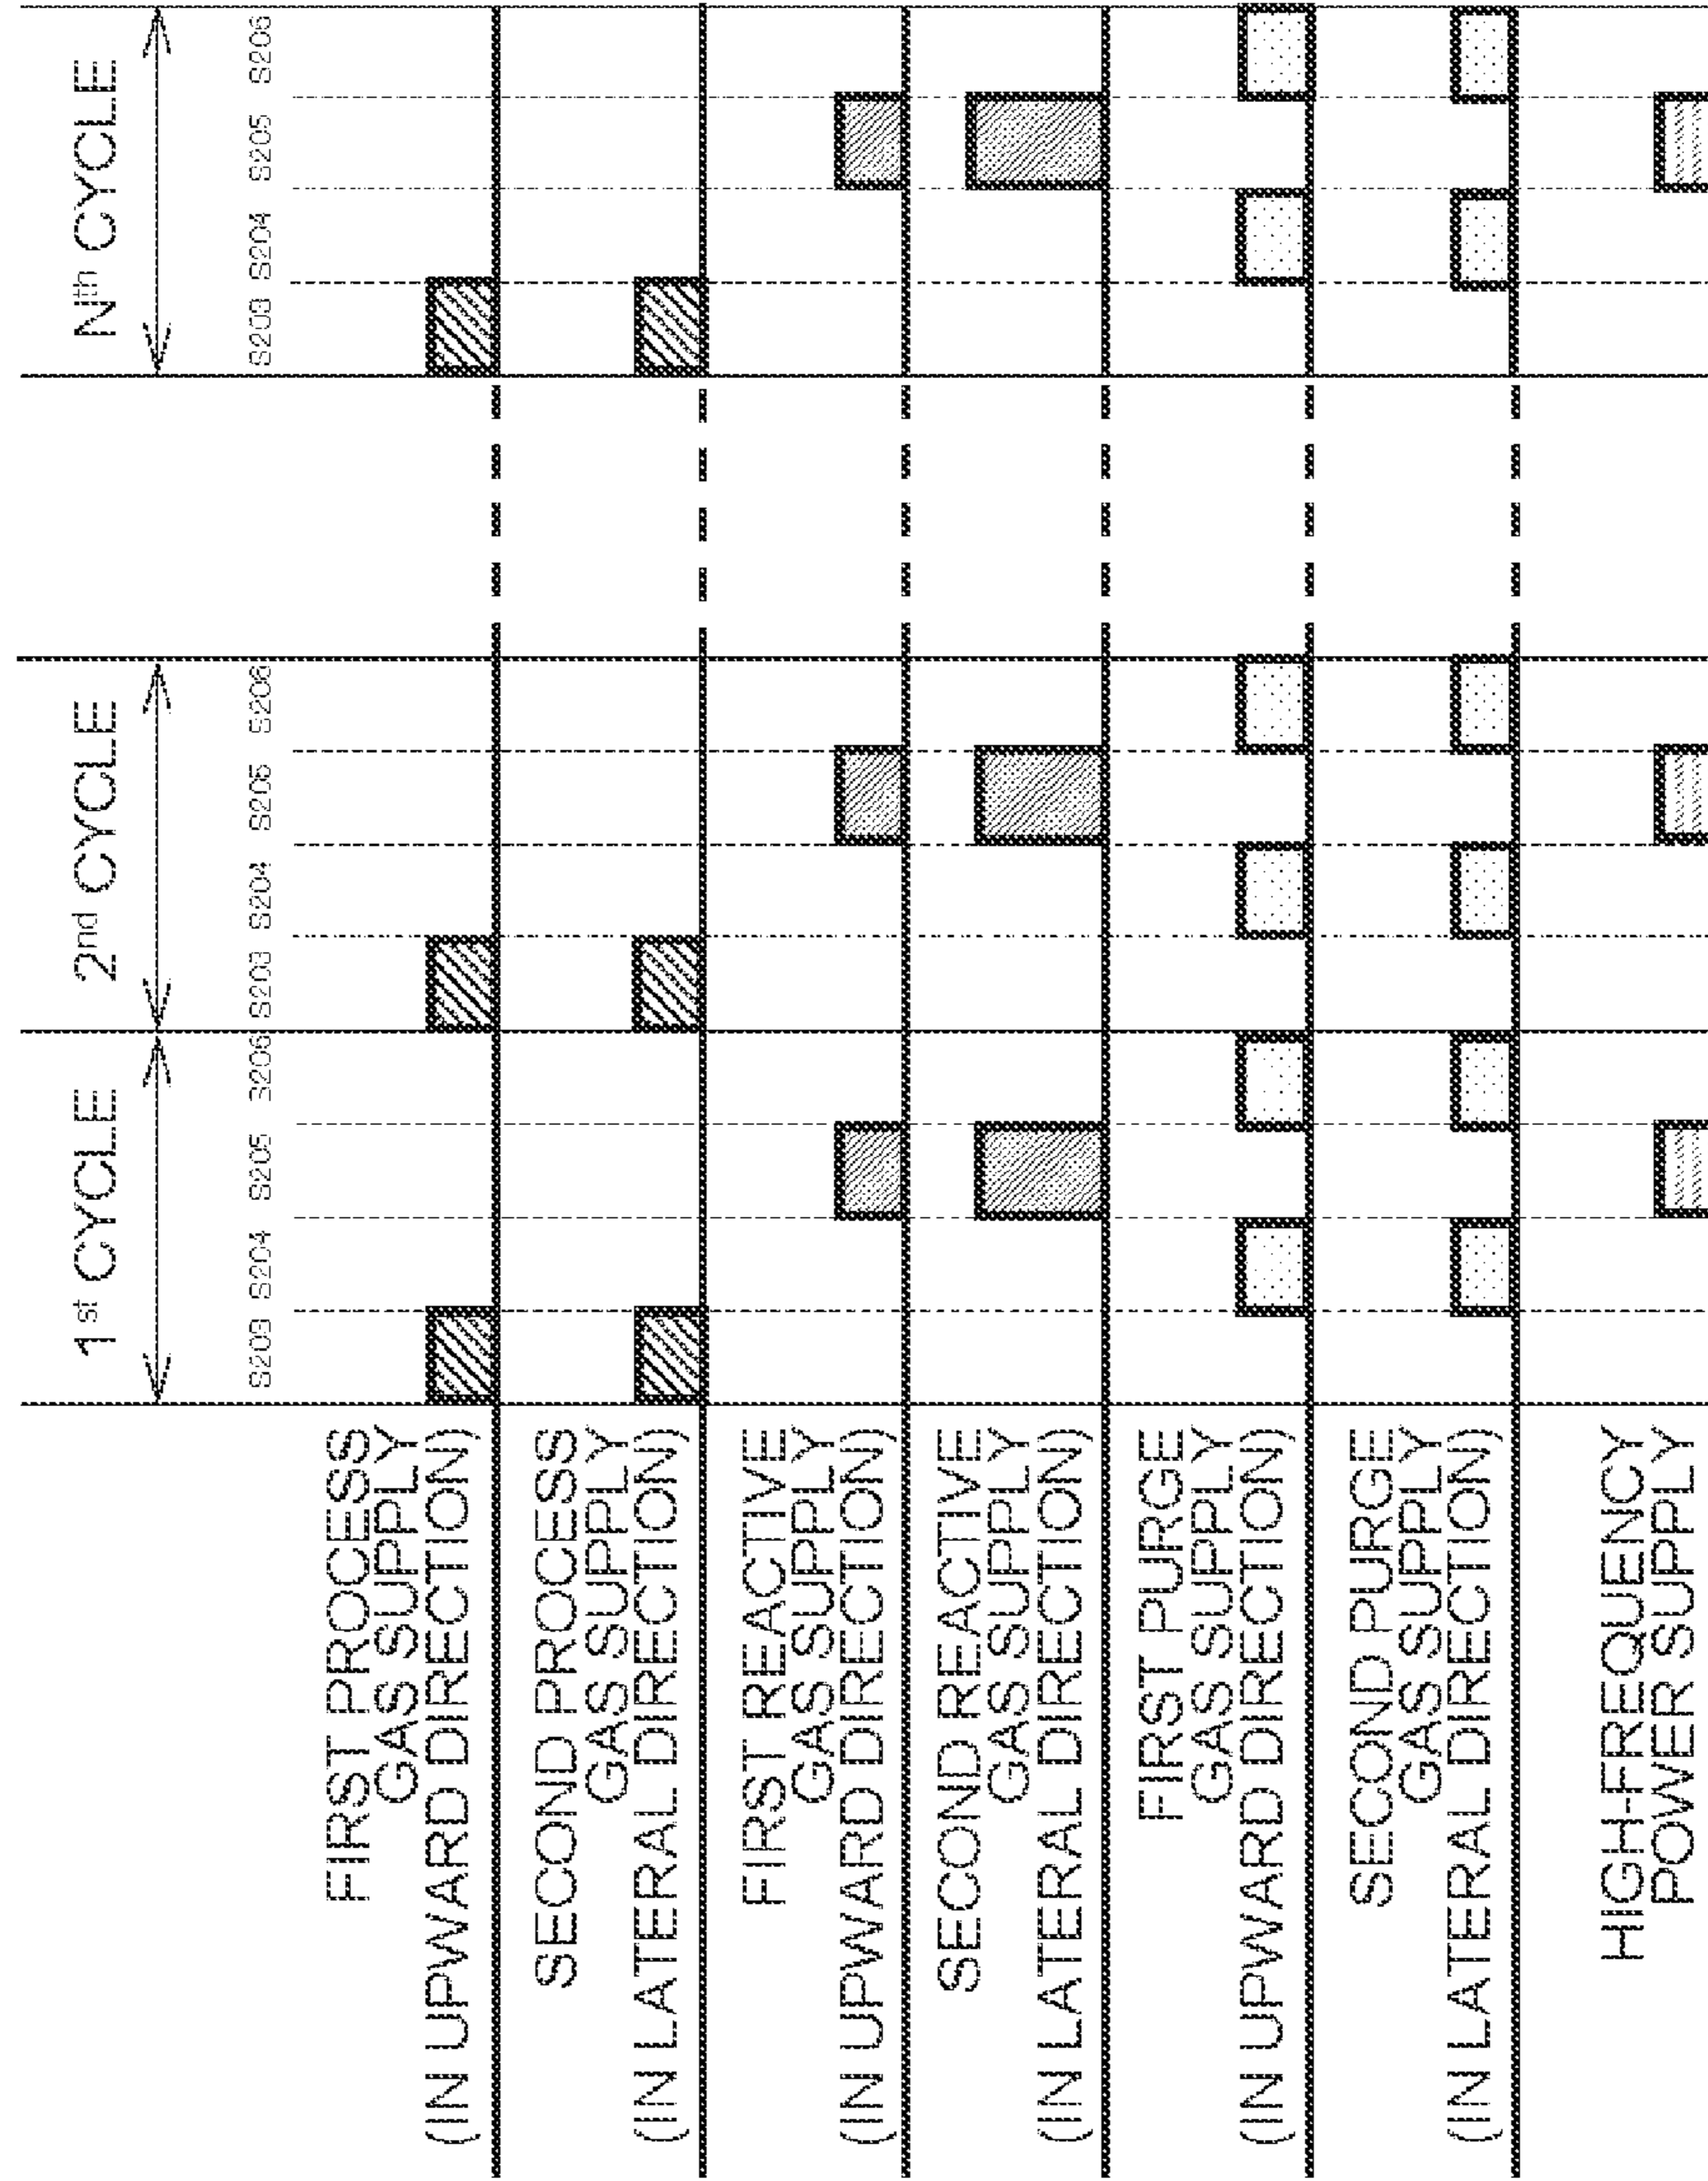 1st CYCLE
2nd CYCLE
Nth CYCLE
S203
S204
S205
S206
S203
S204
S205
S206
S203
S204
S205
S206
FIRST PROCESS
GAS SUPPLY
(IN UPWARD DIRECTION)
SECOND PROCESS
GAS SUPPLY
(IN LATERAL DIRECTION)
FIRST REACTIVE
GAS SUPPLY
(IN UPWARD DIRECTION)
SECOND REACTIVE
GAS SUPPLY
(IN LATERAL DIRECTION)
FIRST PURGE
GAS SUPPLY
(IN UPWARD DIRECTION)
SECOND PURGE
GAS SUPPLY
(IN LATERAL DIRECTION)
HIGH-FREQUENCY
POWER SUPPLY